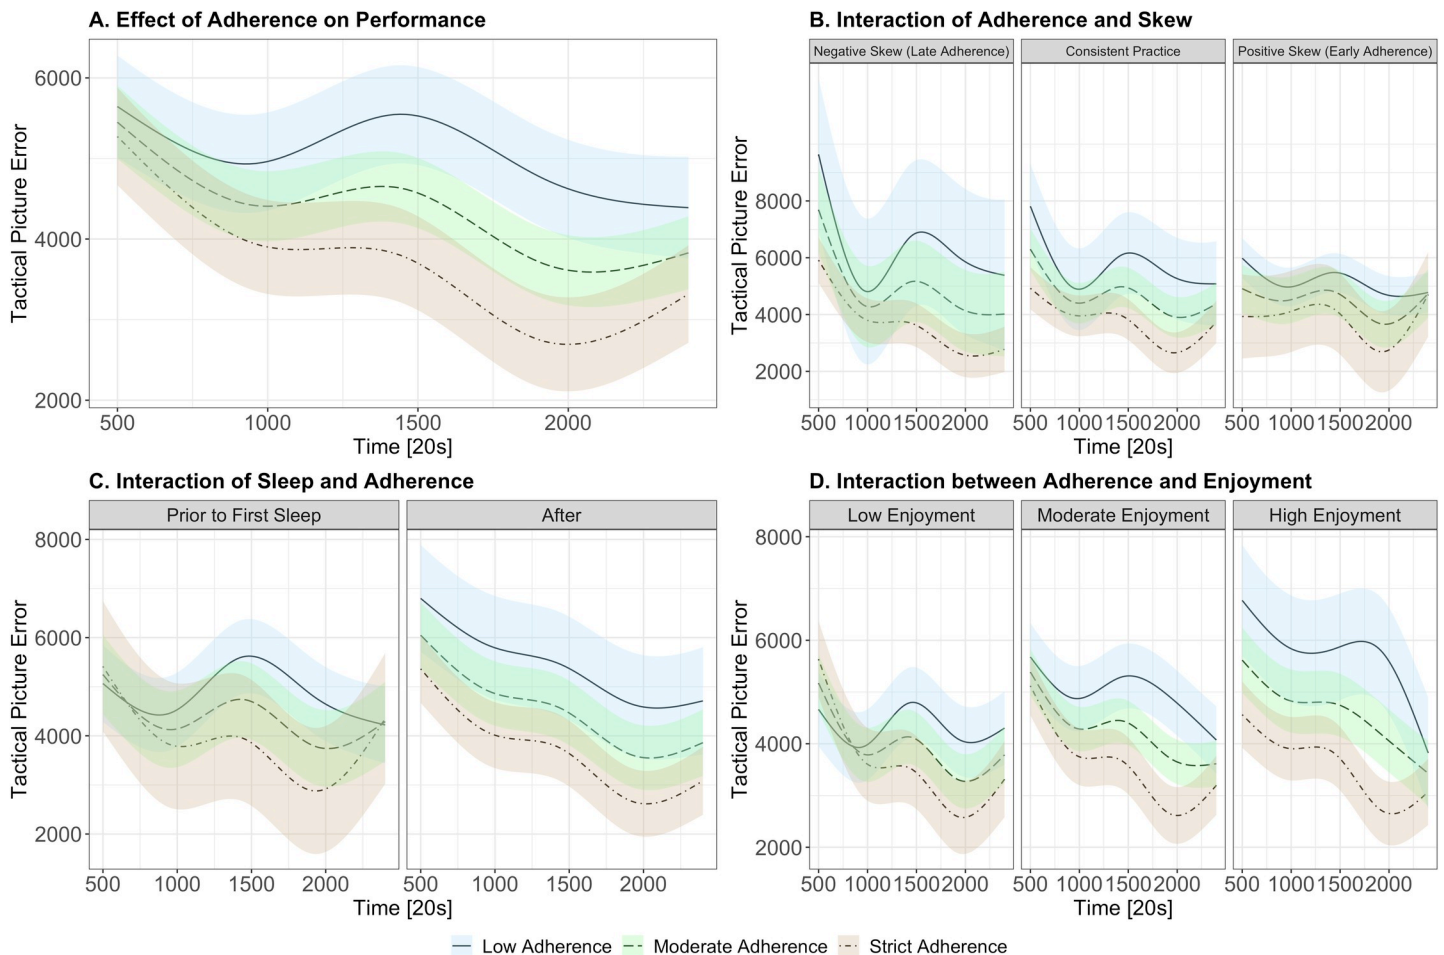 A. Effect of Adherence on Performance
6000
4000
2000
Tactical Picture Error
500 1000 1500 2000
Time [20s]
B. Interaction of Adherence and Skew
Negative Skew (Late Adherence) Consistent Practice Positive Skew (Early Adherence)
8000
6000
4000
2000
Tactical Picture Error
500 1000 1500 2000 500 1000 1500 2000 500 1000 1500 2000
Time [20s]
C. Interaction of Sleep and Adherence
Prior to First Sleep After
8000
6000
4000
2000
Tactical Picture Error
500 1000 1500 2000 500 1000 1500 2000
Time [20s]
D. Interaction between Adherence and Enjoyment
Low Enjoyment Moderate Enjoyment High Enjoyment
8000
6000
4000
2000
Tactical Picture Error
500 1000 1500 2000 500 1000 1500 2000 500 1000 1500 2000
Time [20s]
Low Adherence Moderate Adherence Strict Adherence